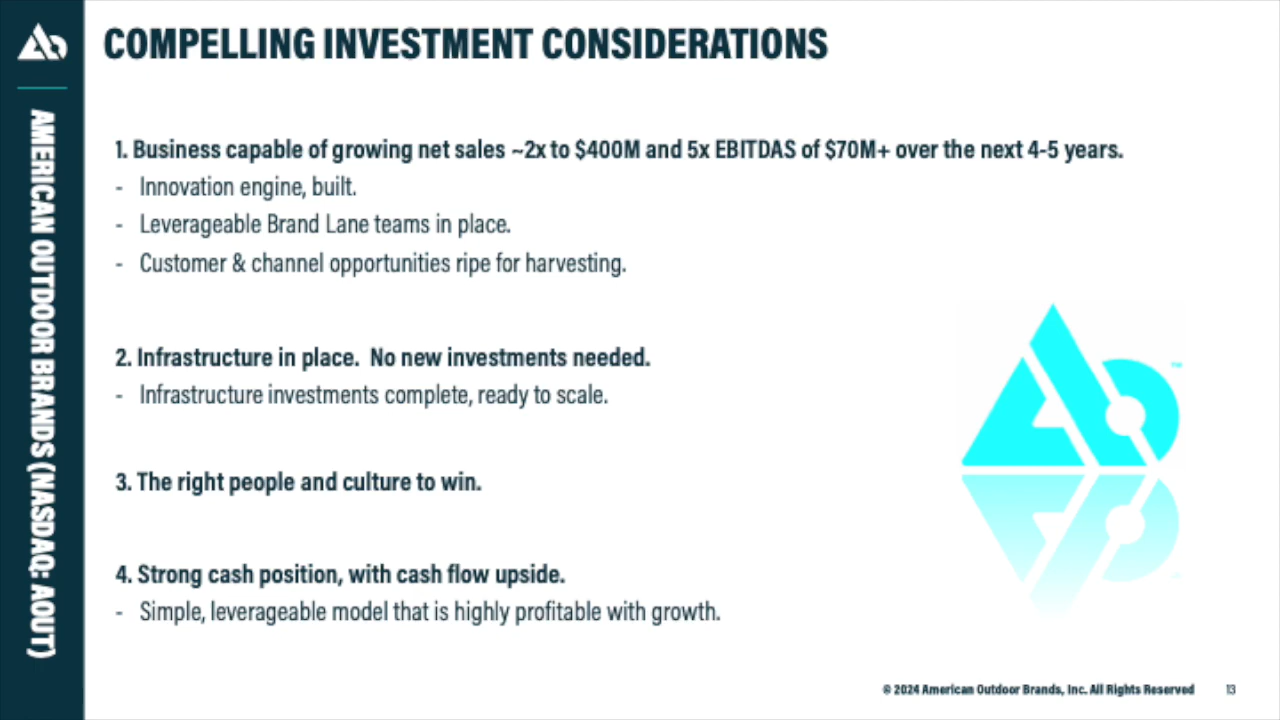 AMERICAN OUTDOOR BRANDS (NASDAQ: AOUT)
COMPELLING INVESTMENT CONSIDERATIONS
1. Business capable of growing net sales ~2x to $400M and 5x EBITDAS of $70M+ over the next 4-5 years.
- Innovation engine, built.
- Leverageable Brand Lane teams in place.
- Customer & channel opportunities ripe for harvesting.
2. Infrastructure in place.  No new investments needed.
- Infrastructure investments complete, ready to scale.
3. The right people and culture to win.
4. Strong cash position, with cash flow upside.
- Simple, leverageable model that is highly profitable with growth.
© 2024 American Outdoor Brands, Inc. All Rights Reserved
13